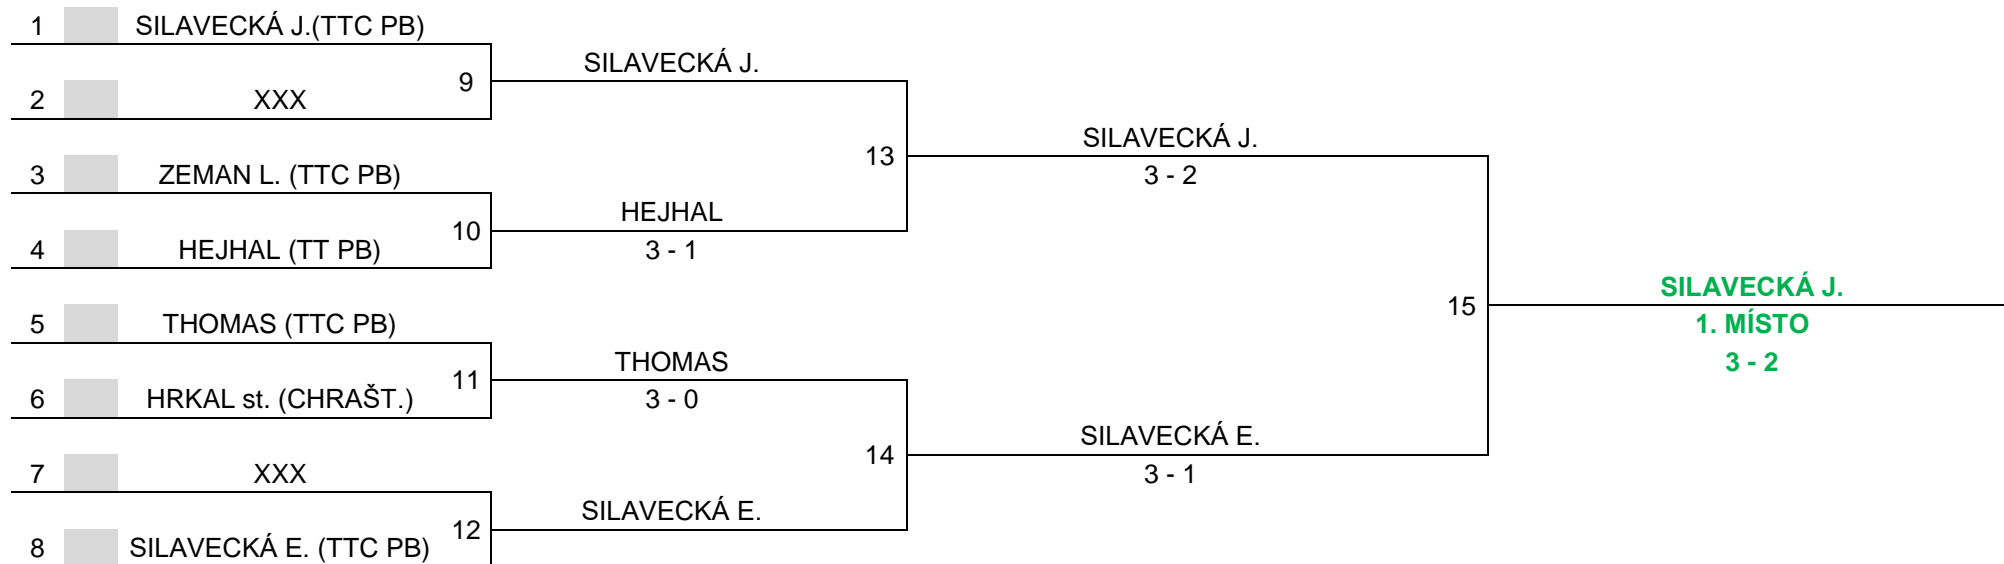 1 SILAVECKÁ J.(TTC PB)
SILAVECKÁ J.
9
2 XXX
SILAVECKÁ J.
13
3 ZEMAN L. (TTC PB)
3 - 2
HEJHAL
10
4 HEJHAL (TT PB)
3 - 1
SILAVECKÁ J.
15
5 THOMAS (TTC PB)
1. MÍSTO
THOMAS
3 - 2
11
6 HRKAL st. (CHRAŠT.)
3 - 0
SILAVECKÁ E.
14
7 XXX
3 - 1
SILAVECKÁ E.
12
8 SILAVECKÁ E. (TTC PB)